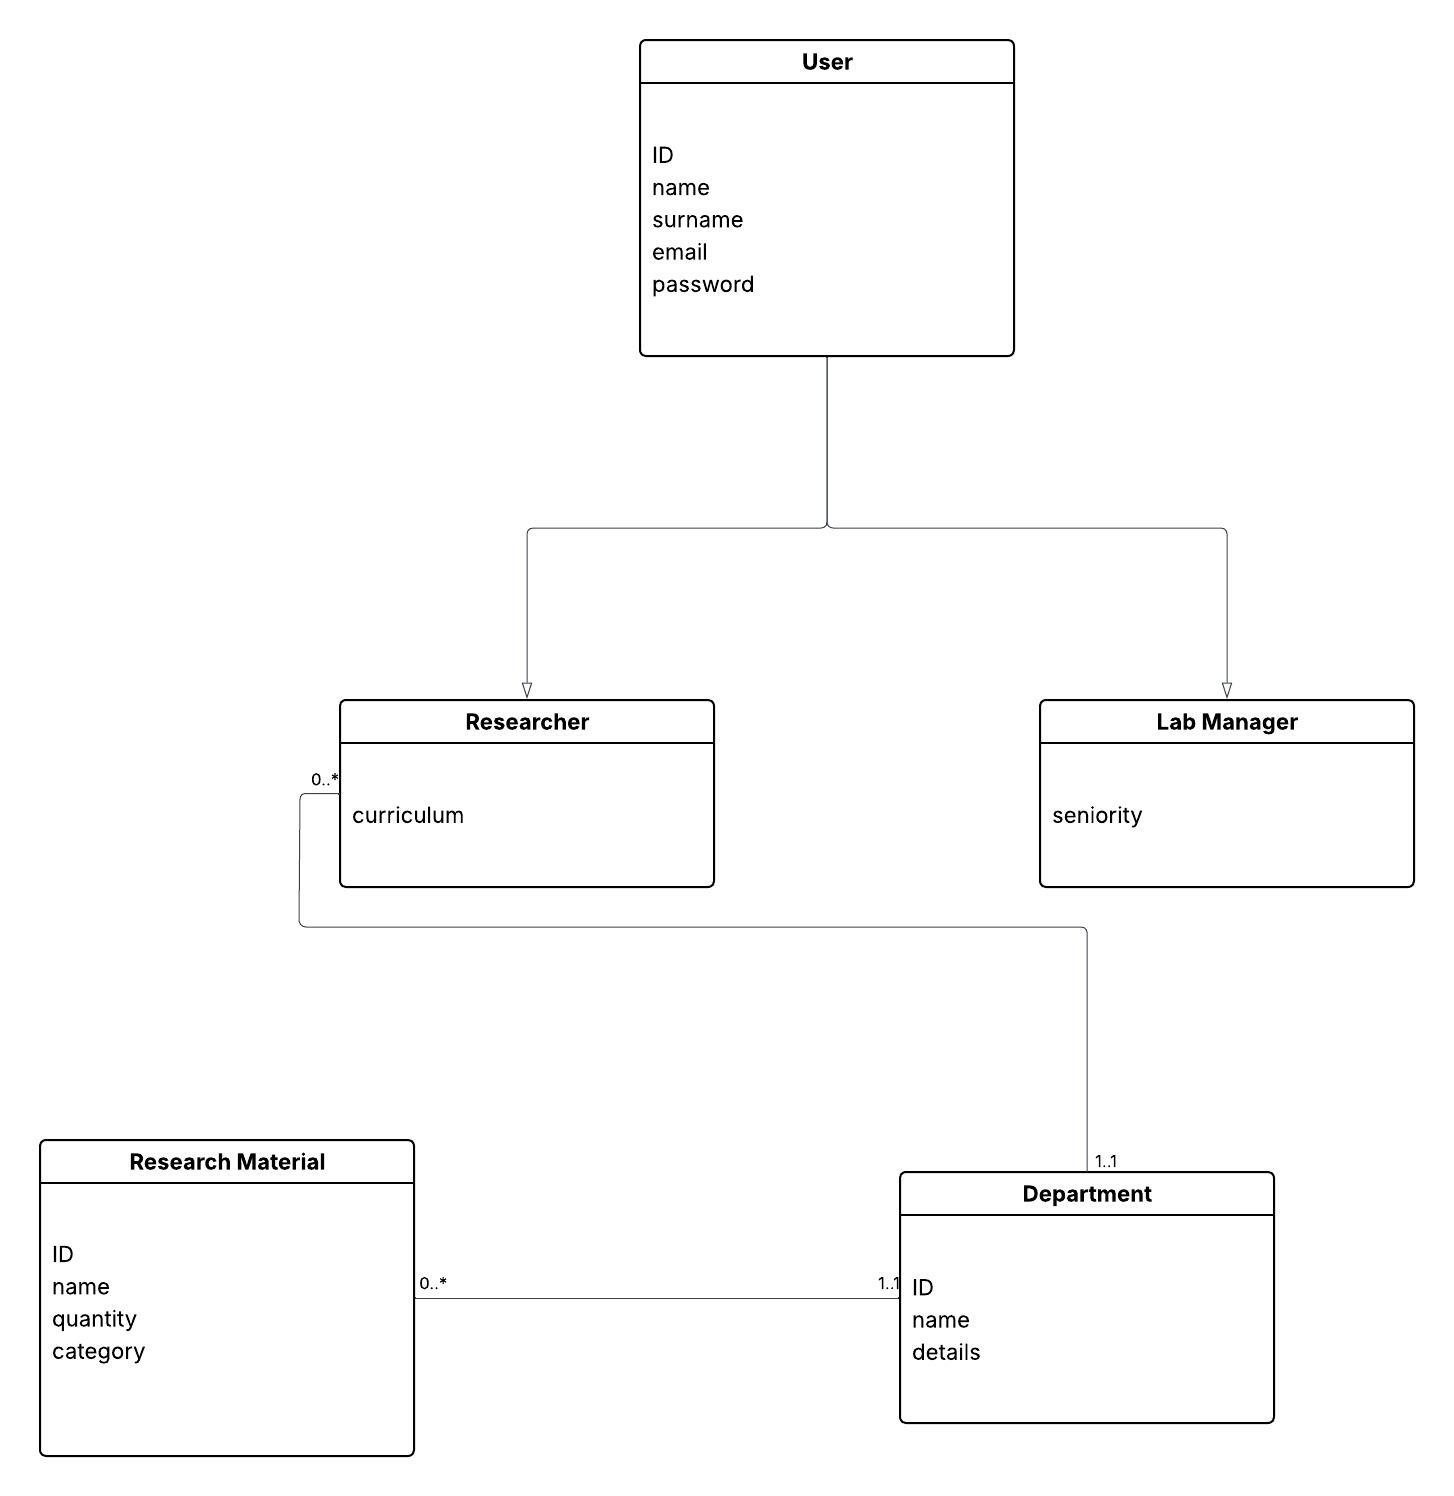 User
ID
name
surname
email
password
Researcher
0..*
curriculum
Lab Manager
seniority
Research Material
ID
name
quantity
category
0..*
1..1
1..1
Department
ID
name
details